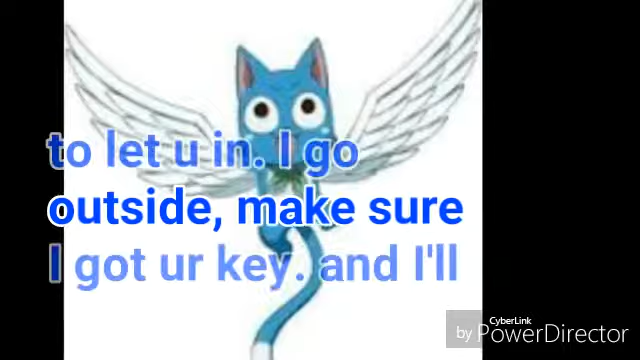 to let u in. I go
outside, make sure
I got ur key. and I'll
CyberLink
by PowerDirector